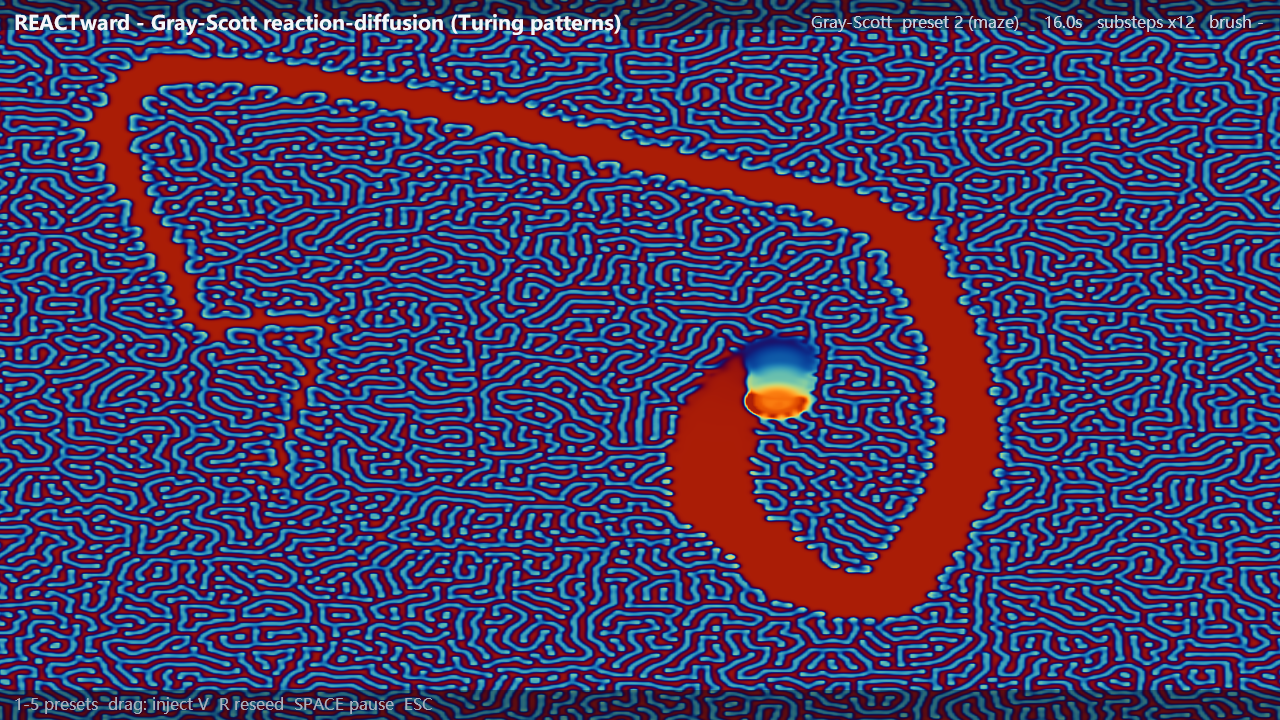 REACTward - Gray-Scott reaction-diffusion (Turing patterns)
Gray-Scott preset 2 (maze) 16.0s substeps x12 brush -
1-5 presets drag: inject V R reseed SPACE pause ESC